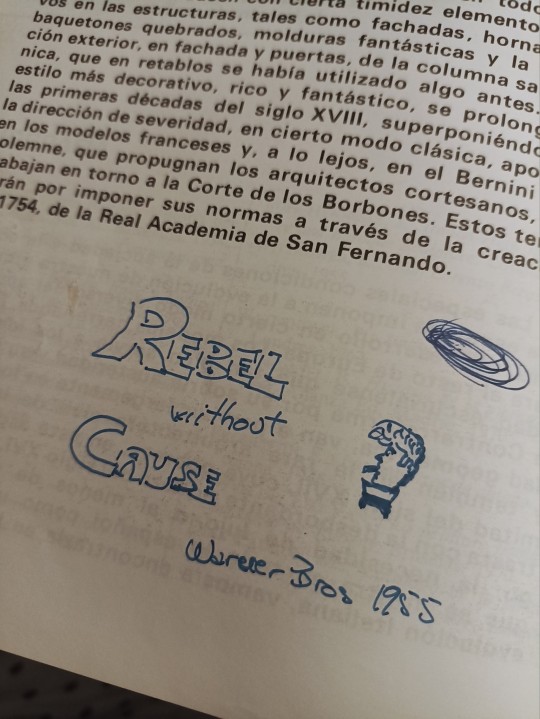 vos en las estructuras, tales como fachadas,
baquetones quebrados, molduras fantásticas y la
ción exterior, en fachada y puertas, de la columna sa
nica, que en retablos se había utilizado algo antes.
estilo más decorativo, rico y fantástico, se prolong
las primeras décadas del siglo XVIII, superponiéndo
la dirección de severidad, en cierto modo clásica, apo
en los modelos franceses y, a lo lejos, en el Bernini
olemne, que propugnan los arquitectos cortesanos,
abajan en torno a la Corte de los Borbones. Estos te
rán por imponer sus normas a través de la creac
1754, de la Real Academia de San Fernando.
REBEL
without
CAUSE
Warner Bros 1955